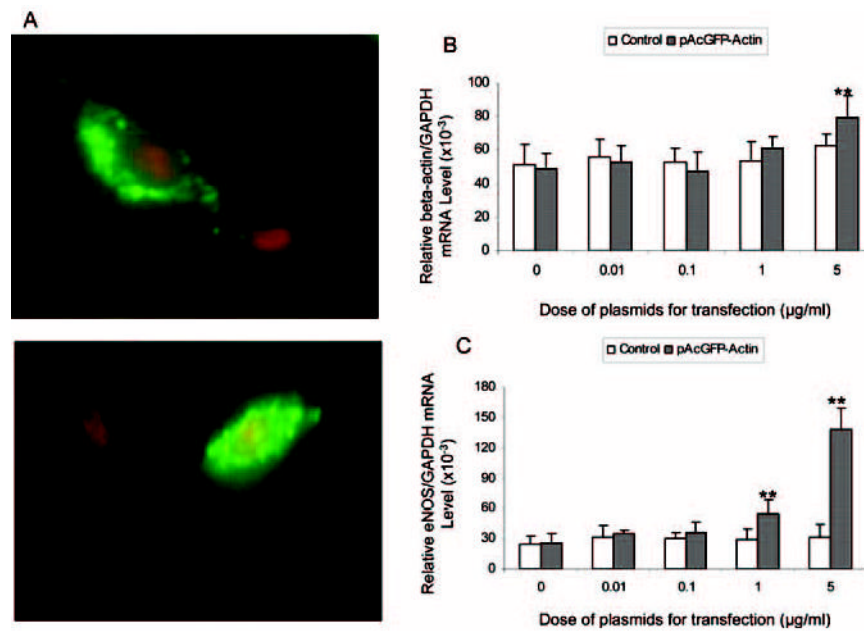 A
B
Control pAcGFP-Actin
Relative beta-actin/GAPDH
mRNA Level (x10-3)
100
80
60
40
20
0
**
0 0.01 0.1 1 5
Dose of plasmids for transfection (µg/ml)
C
Control pAcGFP-Actin
Relative eNOS/GAPDH mRNA
Level (x10-3)
180
150
120
90
60
30
0
**
**
0 0.01 0.1 1 5
Dose of plasmids for transfection (µg/ml)